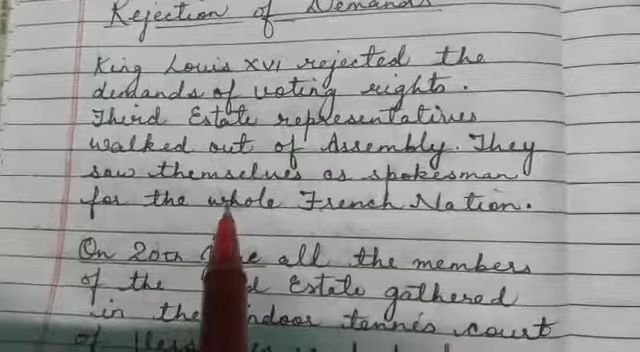 Rejection of Demands
King Louis XVI rejected the
demands of voting rights.
Third Estate representatives
walked out of Assembly. They
saw themselves as spokesman
for the whole French Nation.
On 20th all the members
of the Estate gathered
in the indoor tennis court
of